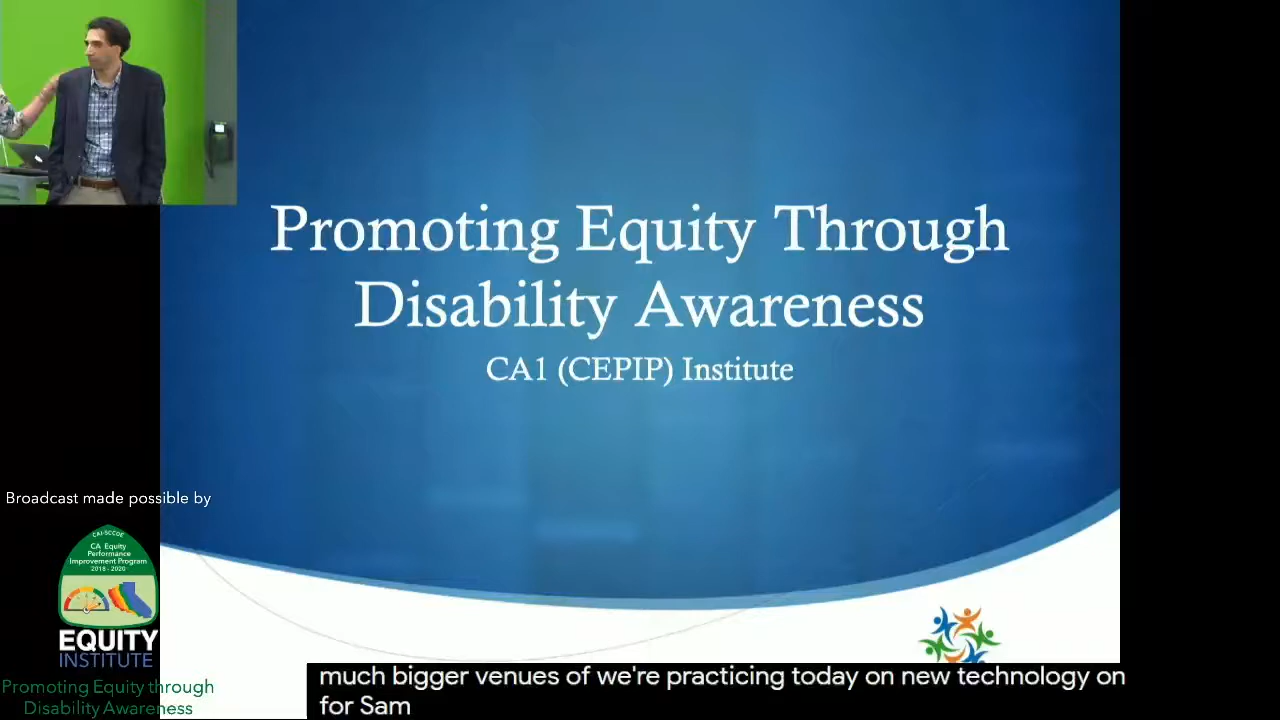 Promoting Equity Through
Disability Awareness
CA1 (CEPIP) Institute
Broadcast made possible by
CAI-SCCOE
CA Equity
Performance
Improvement Program
2018 - 2020
EQUITY
INSTITUTE
Promoting Equity through
Disability Awareness
much bigger venues of we're practicing today on new technology on
for Sam